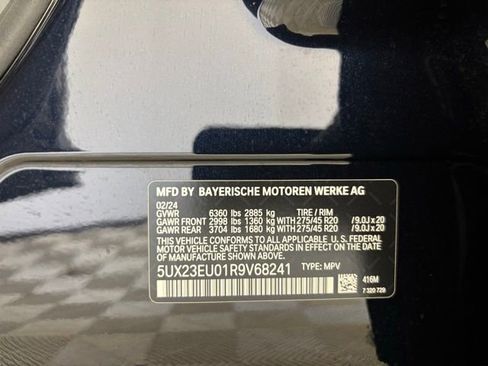 MFD BY BAYERISCHE MOTOREN WERKE AG
02/24
GVWR 6360 lbs 2885 kg TIRE / RIM
GAWR FRONT 2998 lbs 1360 kg WITH 275/45 R20 / 9.0J x 20
GAWR REAR 3704 lbs 1680 kg WITH 275/45 R20 / 9.0J x 20
THIS VEHICLE CONFORMS TO ALL APPLICABLE U. S. FEDERAL
MOTOR VEHICLE SAFETY STANDARDS IN
EFFECT ON THE DATE OF MANUFACTURE SHOWN ABOVE.
5UX23EU01R9V68241 TYPE: MPV
416M
7 320 729